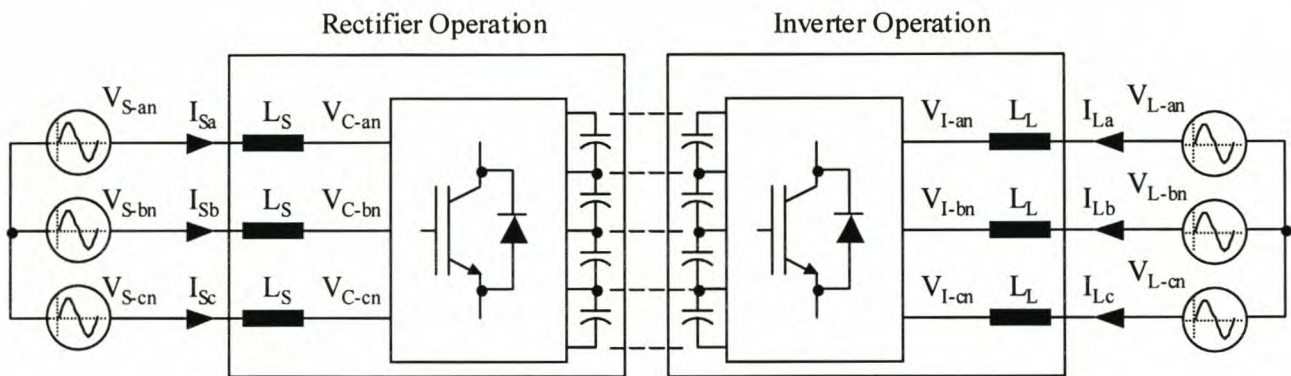 Rectifier Operation Inverter Operation
V_S-an I_Sa L_S V_C-an V_I-an L_L I_La V_L-an
V_S-bn I_Sb L_S V_C-bn V_I-bn L_L I_Lb V_L-bn
V_S-cn I_Sc L_S V_C-cn V_I-cn L_L I_Lc V_L-cn